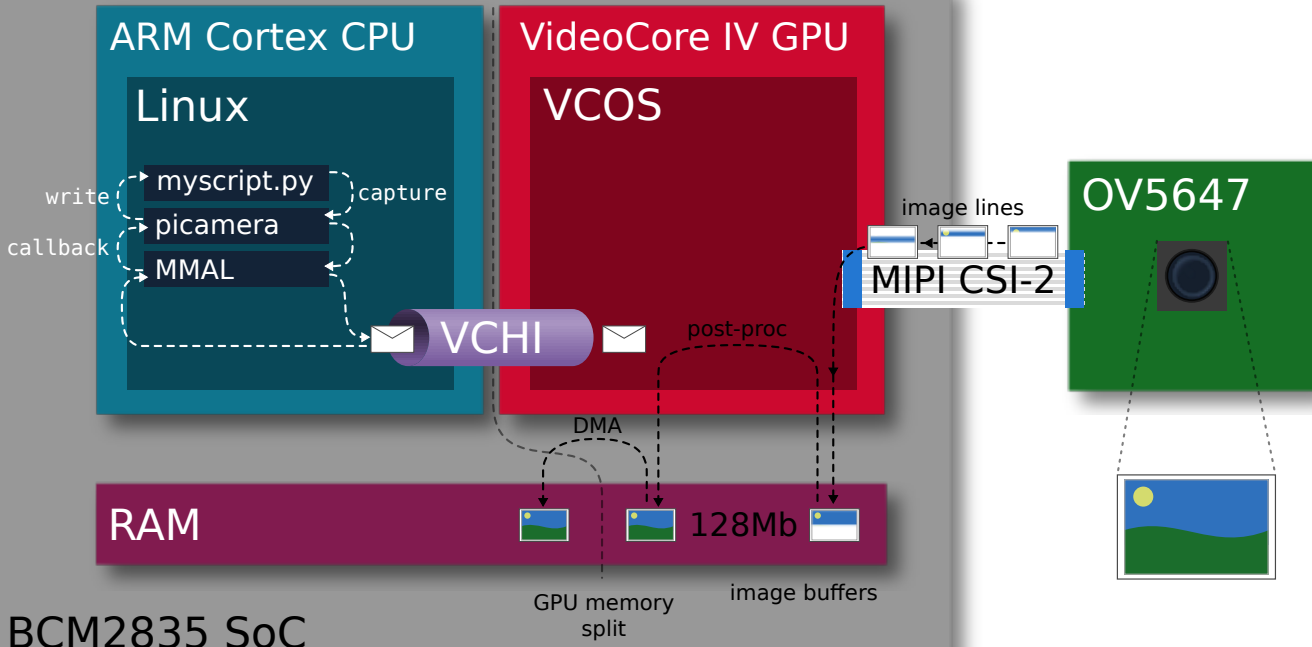 ARM Cortex CPU
Linux
myscript.py
picamera
MMAL
write
callback
capture
VCHI
VideoCore IV GPU
VCOS
image lines
MIPI CSI-2
OV5647
post-proc
DMA
RAM
128Mb
GPU memory
split
image buffers
BCM2835 SoC